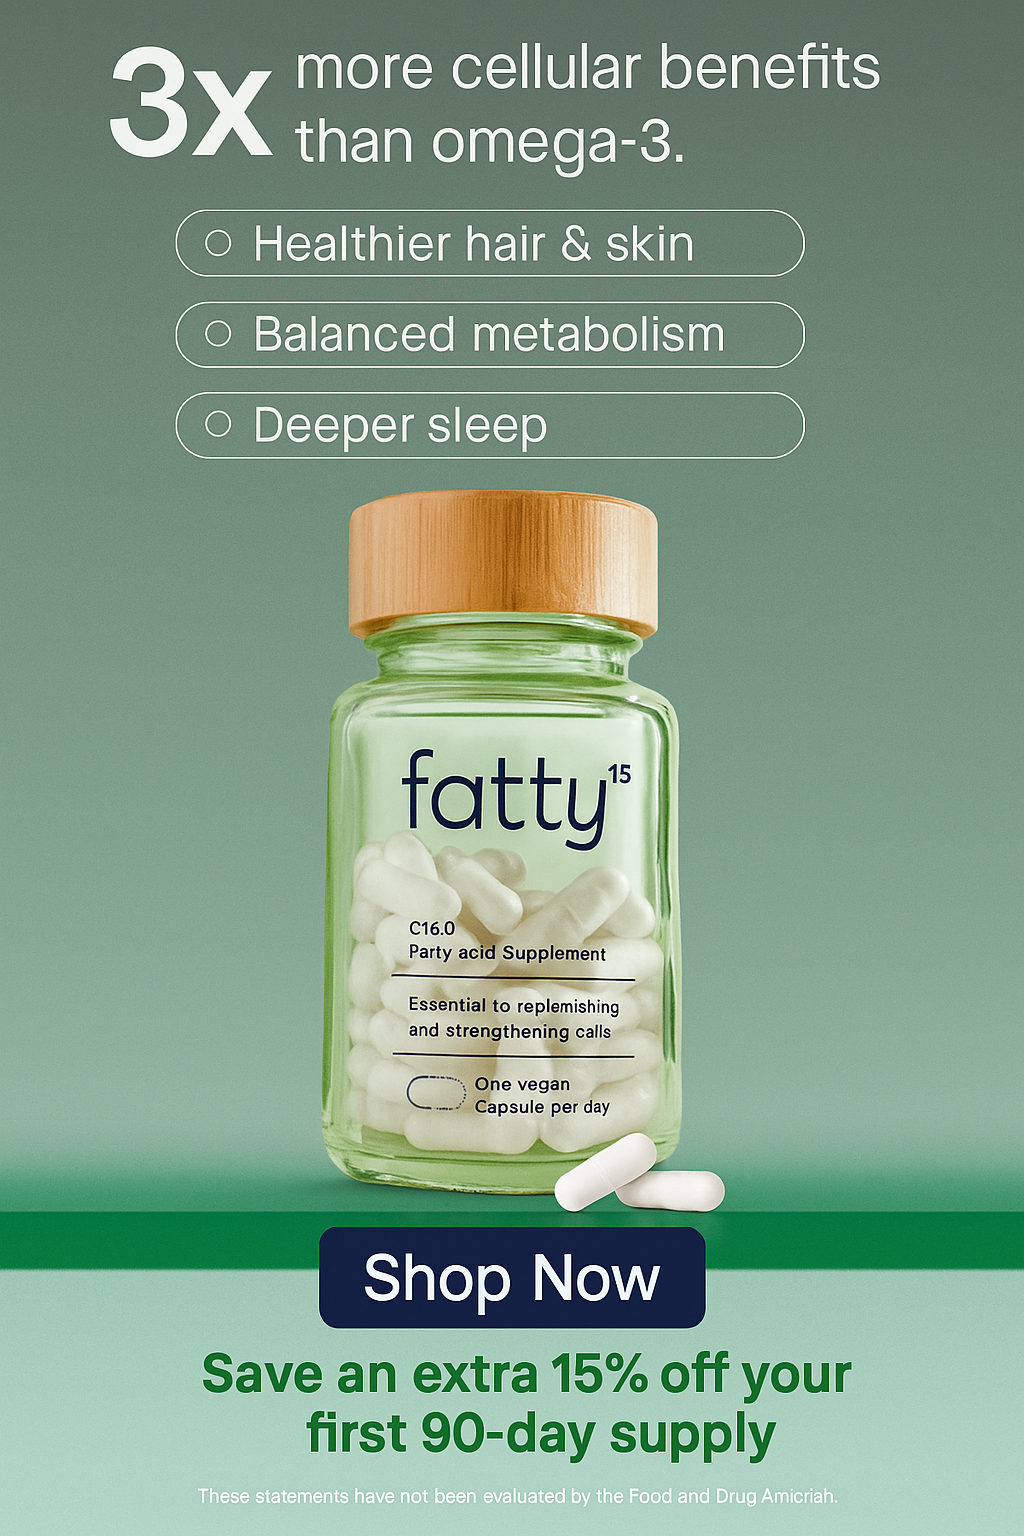 3x more cellular benefits
than omega-3.
Healthier hair & skin
Balanced metabolism
Deeper sleep
fatty15
C16.0
Party acid Supplement
Essential to replemishing
and strengthening calls
One vegan
Capsule per day
Shop Now
Save an extra 15% off your
first 90-day supply
These statements have not been evaluated by the Food and Drug Amicriah.